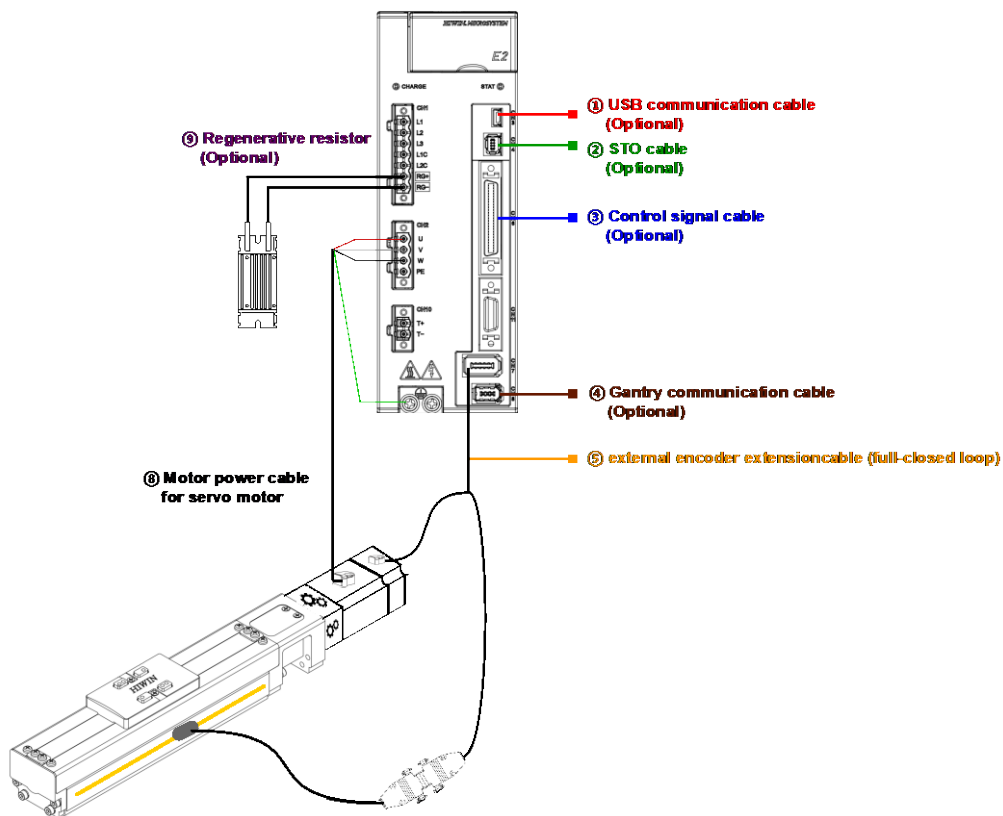 HIWIN MIKROSYSTEM
E2
CHARGE
STAT
CN1
L1
L2
L3
L1C
L2C
RG+
RG-
CN2
U
V
W
PE
CN10
T+
T-
① USB communication cable
(Optional)
② STO cable
(Optional)
③ Control signal cable
(Optional)
④ Gantry communication cable
(Optional)
⑤ external encoder extensioncable (full-closed loop)
⑨ Regenerative resistor
(Optional)
⑧ Motor power cable
for servo motor
HIWIN